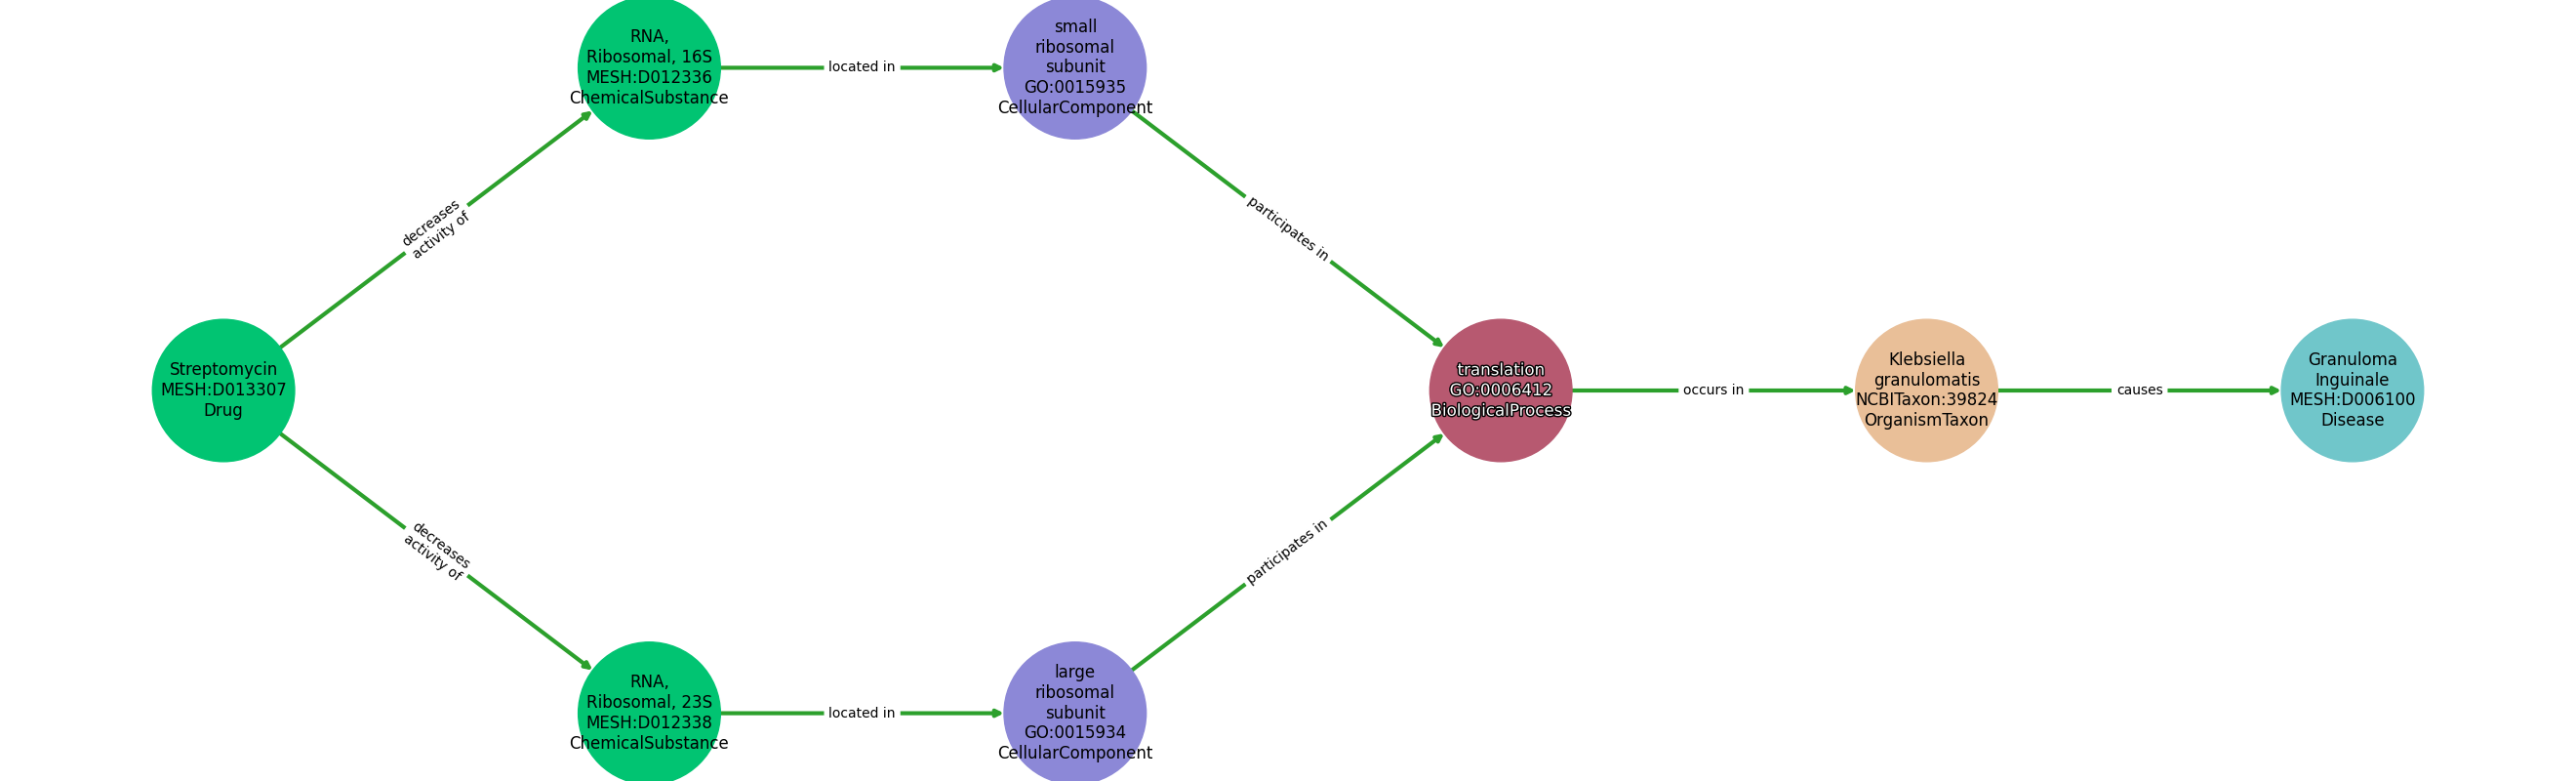 RNA,
Ribosomal, 16S
MESH:D012336
ChemicalSubstance
located in
small
ribosomal
subunit
GO:0015935
CellularComponent
decreases
activity of
participates in
Streptomycin
MESH:D013307
Drug
translation
GO:0006412
BiologicalProcess
occurs in
Klebsiella
granulomatis
NCBITaxon:39824
OrganismTaxon
causes
Granuloma
Inguinale
MESH:D006100
Disease
decreases
activity of
participates in
RNA,
Ribosomal, 23S
MESH:D012338
ChemicalSubstance
located in
large
ribosomal
subunit
GO:0015934
CellularComponent